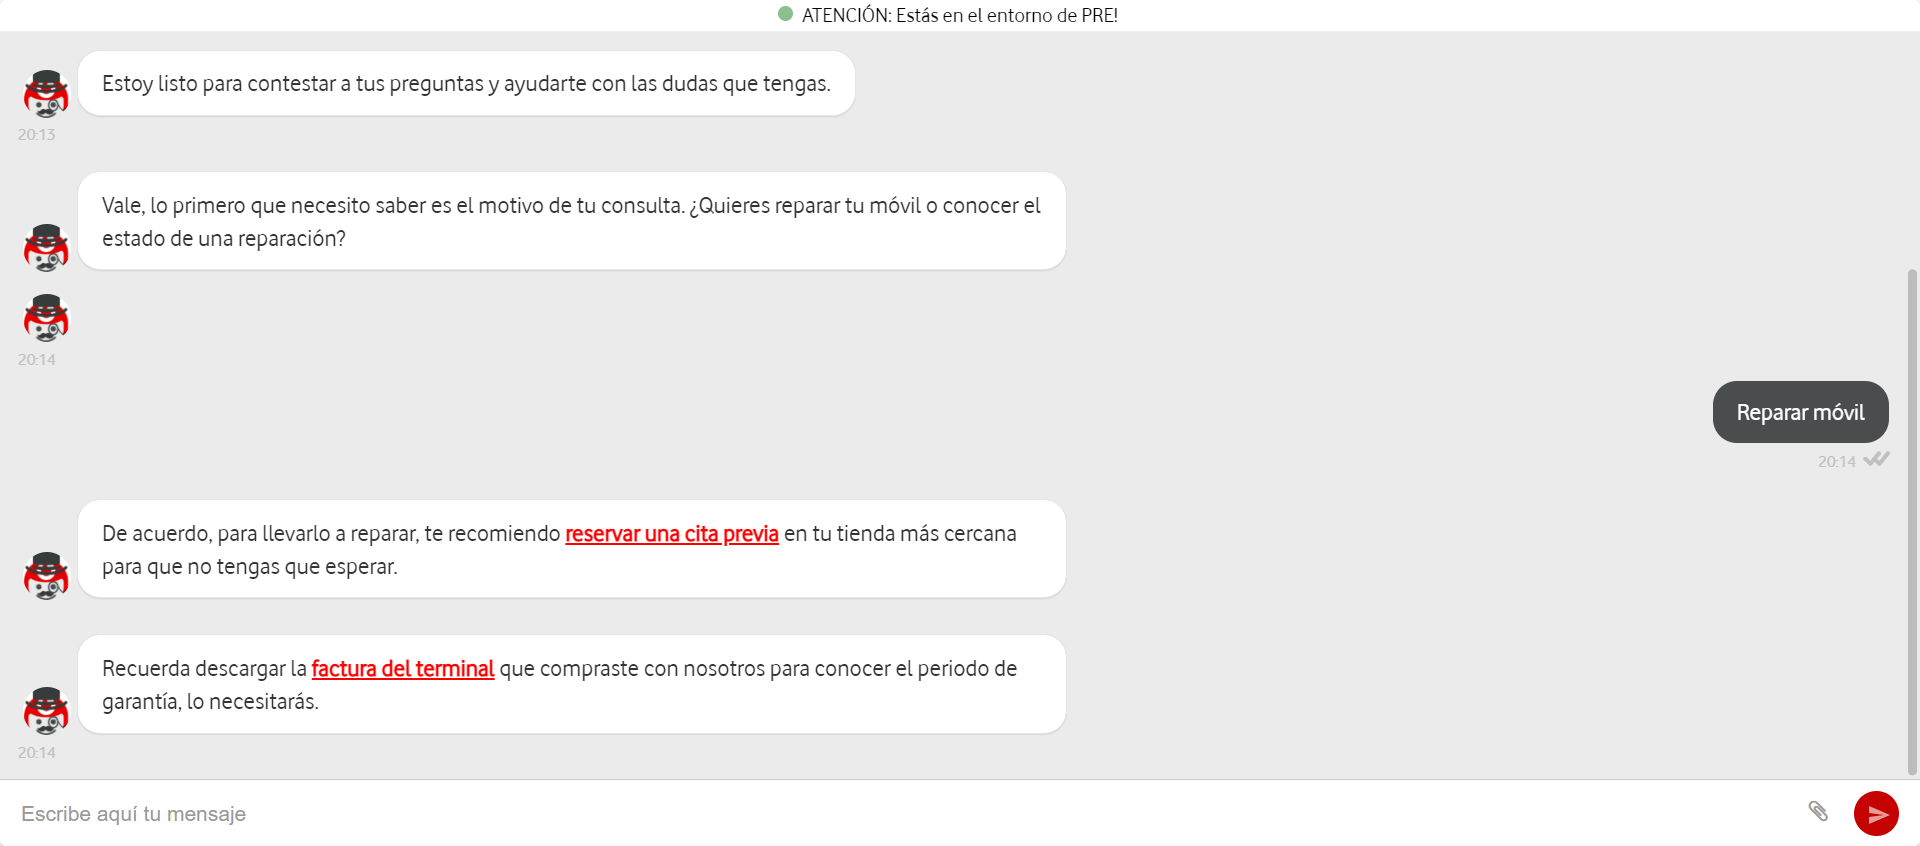 ATENCIÓN: Estás en el entorno de PRE!
Estoy listo para contestar a tus preguntas y ayudarte con las dudas que tengas.
20:13
Vale, lo primero que necesito saber es el motivo de tu consulta. ¿Quieres reparar tu móvil o conocer el
estado de una reparación?
20:14
Reparar móvil
20:14
De acuerdo, para llevarlo a reparar, te recomiendo reservar una cita previa en tu tienda más cercana
para que no tengas que esperar.
Recuerda descargar la factura del terminal que compraste con nosotros para conocer el periodo de
garantía, lo necesitarás.
20:14
Escribe aquí tu mensaje